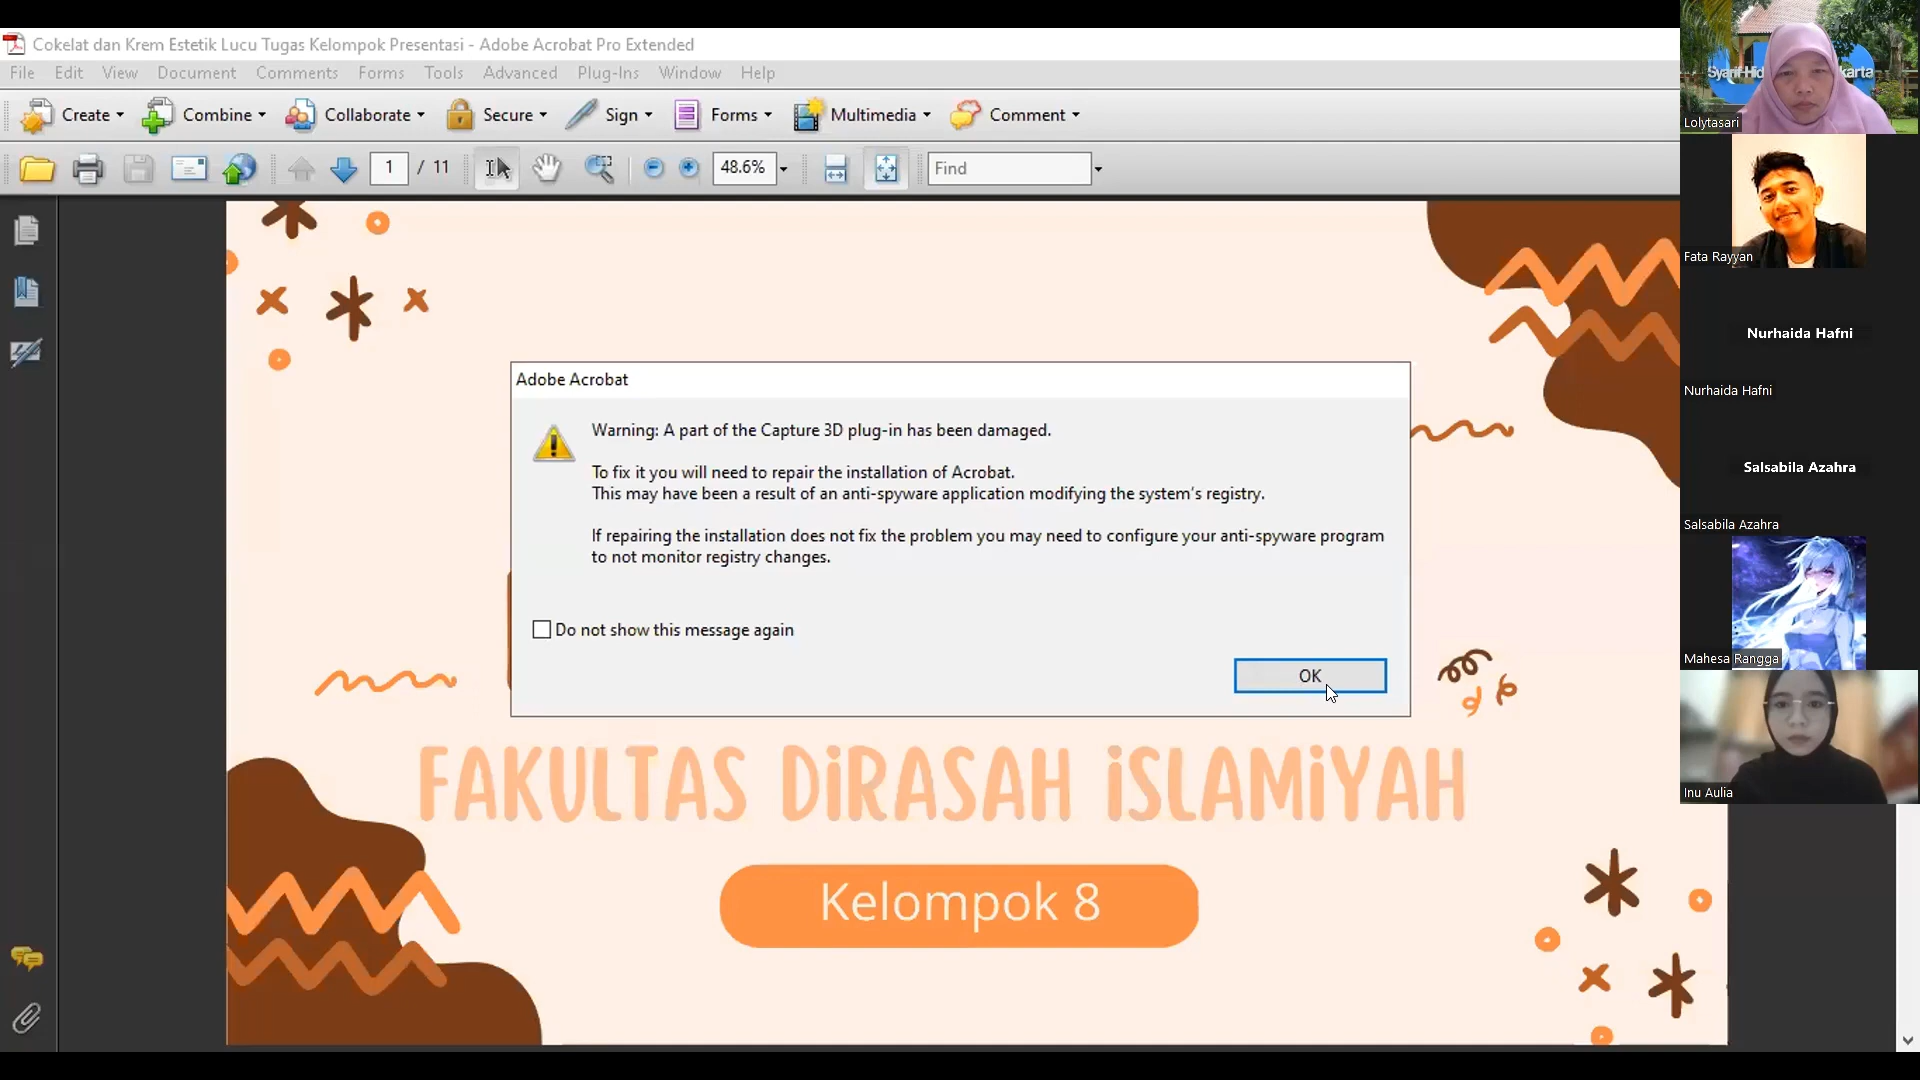 Cokelat dan Krem Estetik Lucu Tugas Kelompok Presentasi - Adobe Acrobat Pro Extended
File Edit View Document Comments Forms Tools Advanced Plug-Ins Window Help
Create Combine Collaborate Secure Sign Forms Multimedia Comment
1 / 11 48.6% Find
Adobe Acrobat
Warning: A part of the Capture 3D plug-in has been damaged.
To fix it you will need to repair the installation of Acrobat.
This may have been a result of an anti-spyware application modifying the system's registry.
If repairing the installation does not fix the problem you may need to configure your anti-spyware program
to not monitor registry changes.
Do not show this message again
OK
FAKULTAS DiRASAH iSLAMiYAH
Kelompok 8
Lolytasari
Fata Rayyan
Nurhaida Hafni
Nurhaida Hafni
Salsabila Azahra
Salsabila Azahra
Mahesa Rangga
Inu Aulia